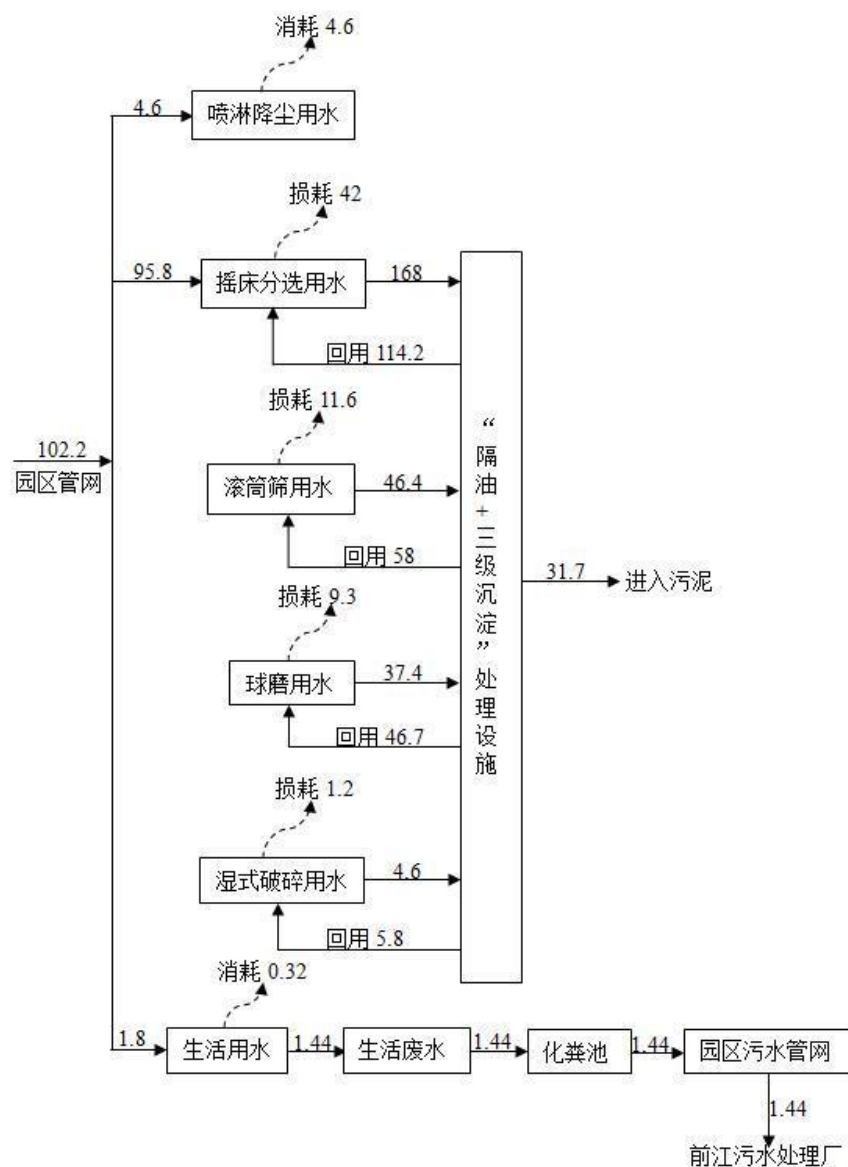 消耗 4.6
4.6
喷淋降尘用水
损耗 42
95.8
摇床分选用水
168
回用 114.2
损耗 11.6
102.2
园区管网
滚筒筛用水
46.4
回用 58
“隔油+三级沉淀”处理设施
31.7
进入污泥
损耗 9.3
球磨用水
37.4
回用 46.7
损耗 1.2
湿式破碎用水
4.6
回用 5.8
消耗 0.32
1.8
生活用水
1.44
生活废水
1.44
化粪池
1.44
园区污水管网
1.44
前江污水处理厂